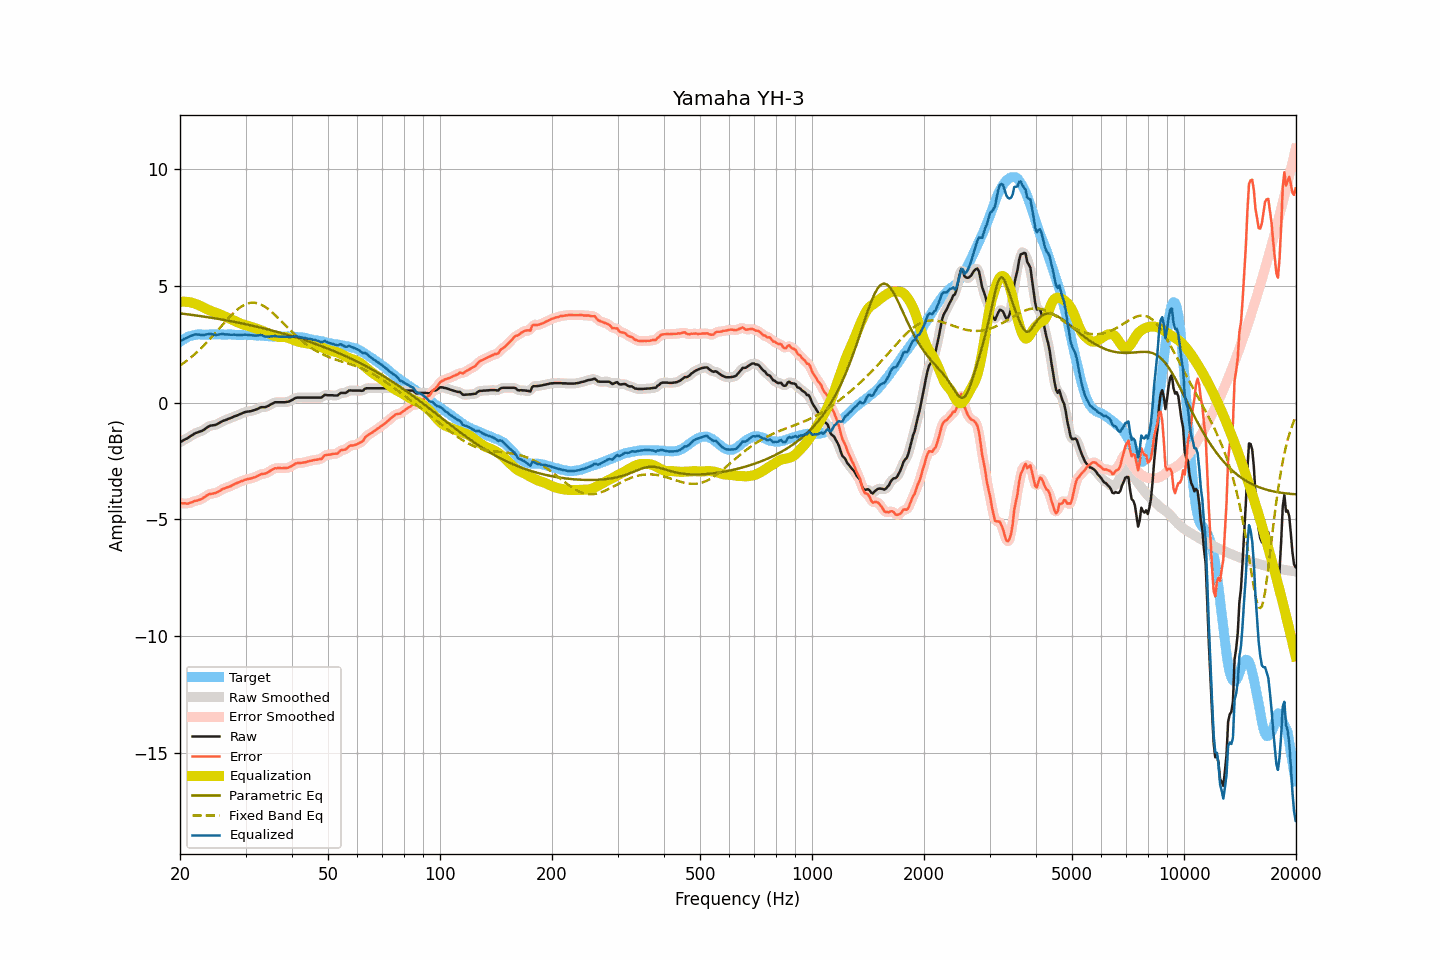 Yamaha YH-3
Amplitude (dBr)
10
5
0
−5
−10
−15
Target
Raw Smoothed
Error Smoothed
Raw
Error
Equalization
Parametric Eq
Fixed Band Eq
Equalized
20 50 100 200 500 1000 2000 5000 10000 20000
Frequency (Hz)